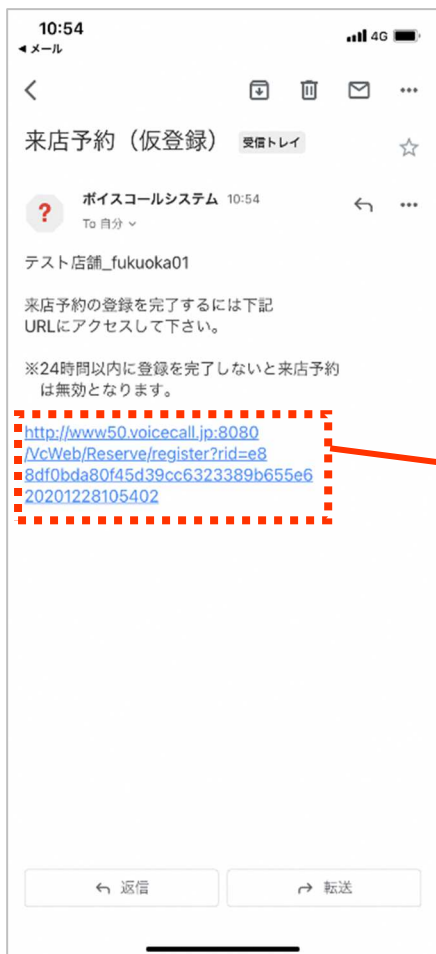 10:54
4G
◀ メール
来店予約（仮登録） 受信トレイ
?
ボイスコールシステム 10:54
To 自分
テスト店舗_fukuoka01
来店予約の登録を完了するには下記
URLにアクセスして下さい。
※24時間以内に登録を完了しないと来店予約
は無効となります。
http://www50.voicecall.jp:8080
/VcWeb/Reserve/register?rid=e8
8df0bda80f45d39cc6323389b655e6
20201228105402
返信
転送